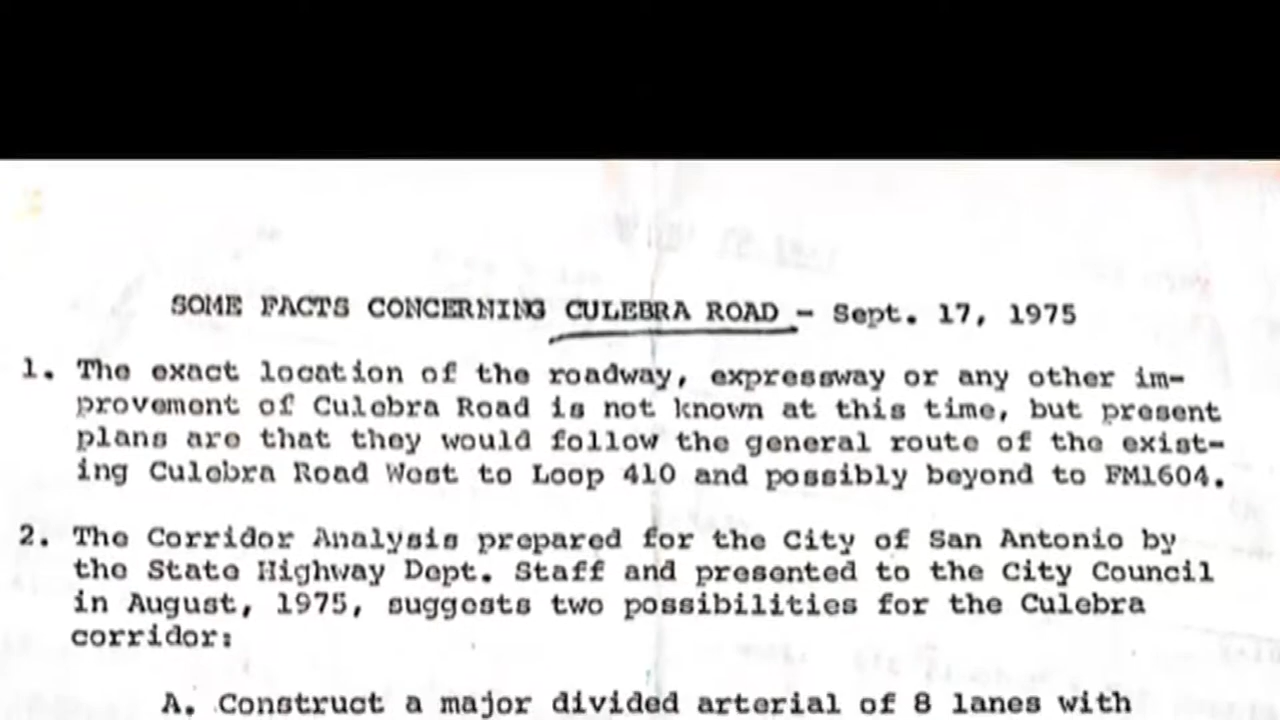 SOME FACTS CONCERNING CULEBRA ROAD - Sept. 17, 1975
1. The exact location of the roadway, expressway or any other im-
provement of Culebra Road is not known at this time, but present
plans are that they would follow the general route of the exist-
ing Culebra Road West to Loop 410 and possibly beyond to FM1604.
2. The Corridor Analysis prepared for the City of San Antonio by
the State Highway Dept. Staff and presented to the City Council
in August, 1975, suggests two possibilities for the Culebra
corridor:
A. Construct a major divided arterial of 8 lanes with